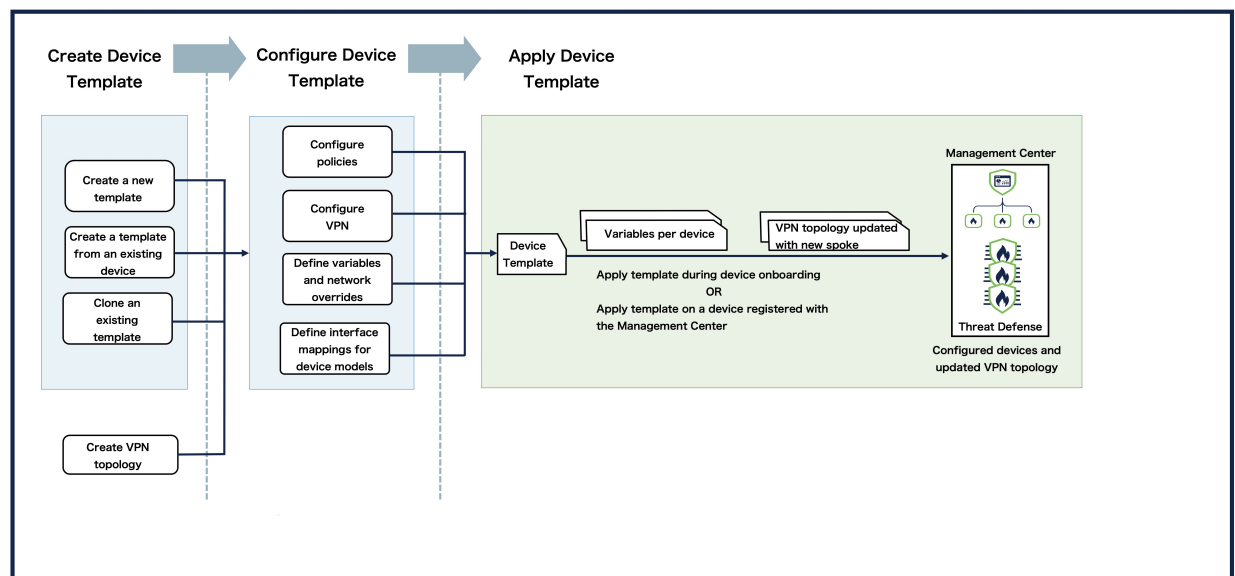 Create Device
Template
Configure Device
Template
Apply Device
Template
Create a new
template
Create a template
from an existing
device
Clone an
existing
template
Create VPN
topology
Configure
policies
Configure
VPN
Define variables
and network
overrides
Define interface
mappings for
device models
Device
Template
Variables per device
VPN topology updated
with new spoke
Apply template during device onboarding
OR
Apply template on a device registered with
the Management Center
Management Center
Threat Defense
Configured devices and
updated VPN topology